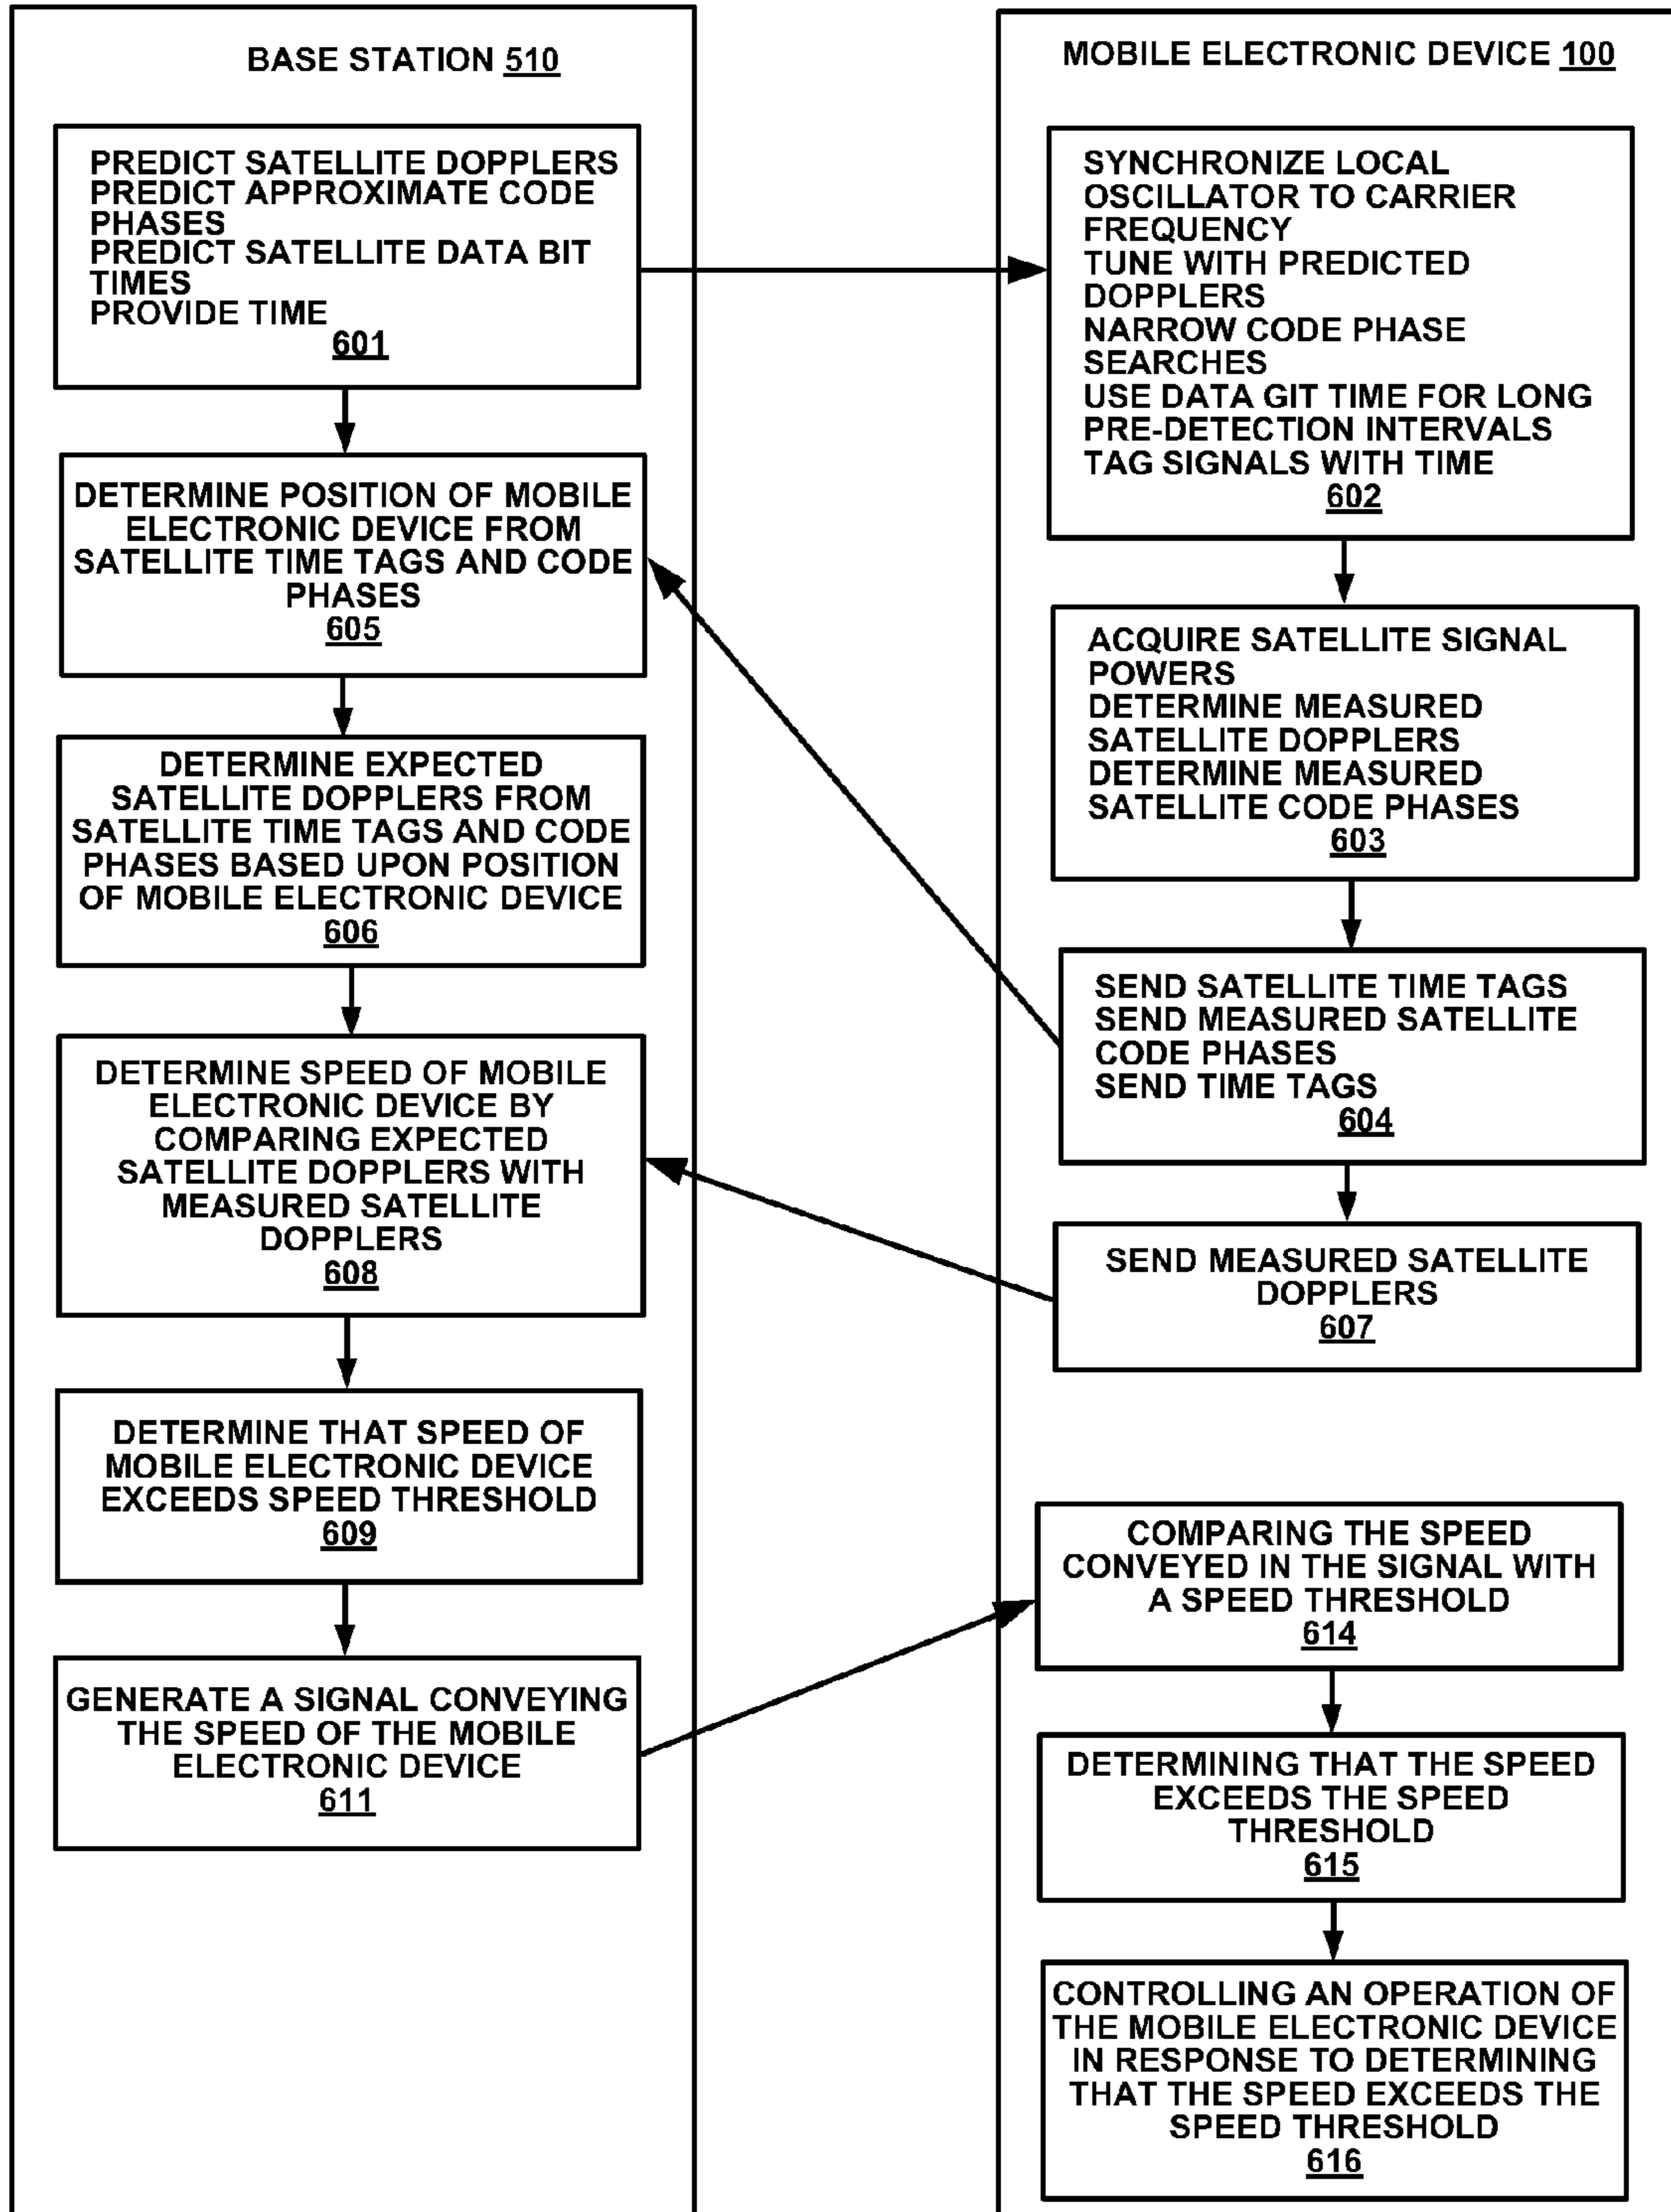 BASE STATION 510
PREDICT SATELLITE DOPPLERS
PREDICT APPROXIMATE CODE
PHASES
PREDICT SATELLITE DATA BIT
TIMES
PROVIDE TIME
601
DETERMINE POSITION OF MOBILE
ELECTRONIC DEVICE FROM
SATELLITE TIME TAGS AND CODE
PHASES
605
DETERMINE EXPECTED
SATELLITE DOPPLERS FROM
SATELLITE TIME TAGS AND CODE
PHASES BASED UPON POSITION
OF MOBILE ELECTRONIC DEVICE
606
DETERMINE SPEED OF MOBILE
ELECTRONIC DEVICE BY
COMPARING EXPECTED
SATELLITE DOPPLERS WITH
MEASURED SATELLITE
DOPPLERS
608
DETERMINE THAT SPEED OF
MOBILE ELECTRONIC DEVICE
EXCEEDS SPEED THRESHOLD
609
GENERATE A SIGNAL CONVEYING
THE SPEED OF THE MOBILE
ELECTRONIC DEVICE
611
MOBILE ELECTRONIC DEVICE 100
SYNCHRONIZE LOCAL
OSCILLATOR TO CARRIER
FREQUENCY
TUNE WITH PREDICTED
DOPPLERS
NARROW CODE PHASE
SEARCHES
USE DATA GIT TIME FOR LONG
PRE-DETECTION INTERVALS
TAG SIGNALS WITH TIME
602
ACQUIRE SATELLITE SIGNAL
POWERS
DETERMINE MEASURED
SATELLITE DOPPLERS
DETERMINE MEASURED
SATELLITE CODE PHASES
603
SEND SATELLITE TIME TAGS
SEND MEASURED SATELLITE
CODE PHASES
SEND TIME TAGS
604
SEND MEASURED SATELLITE
DOPPLERS
607
COMPARING THE SPEED
CONVEYED IN THE SIGNAL WITH
A SPEED THRESHOLD
614
DETERMINING THAT THE SPEED
EXCEEDS THE SPEED
THRESHOLD
615
CONTROLLING AN OPERATION OF
THE MOBILE ELECTRONIC DEVICE
IN RESPONSE TO DETERMINING
THAT THE SPEED EXCEEDS THE
SPEED THRESHOLD
616